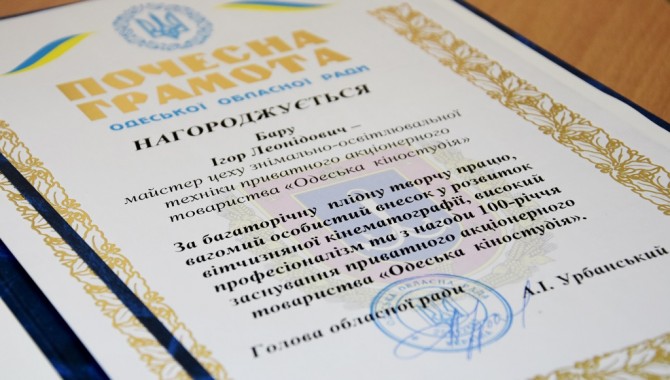 ПОЧЕСНА
ГРАМОТА
ОДЕСЬКОЇ ОБЛАСНОЇ РАДИ
НАГОРОДЖУЄТЬСЯ
Бару
Ігор Леонідович –
майстер цеху знімально-освітлювальної
техніки приватного акціонерного
товариства «Одеська кіностудія»
За багаторічну плідну творчу працю,
вагомий особистий внесок у розвиток
вітчизняної кінематографії, високий
професіоналізм та з нагоди 100-річчя
заснування приватного акціонерного
товариства «Одеська кіностудія».
Голова обласної ради А.І. Урбанський